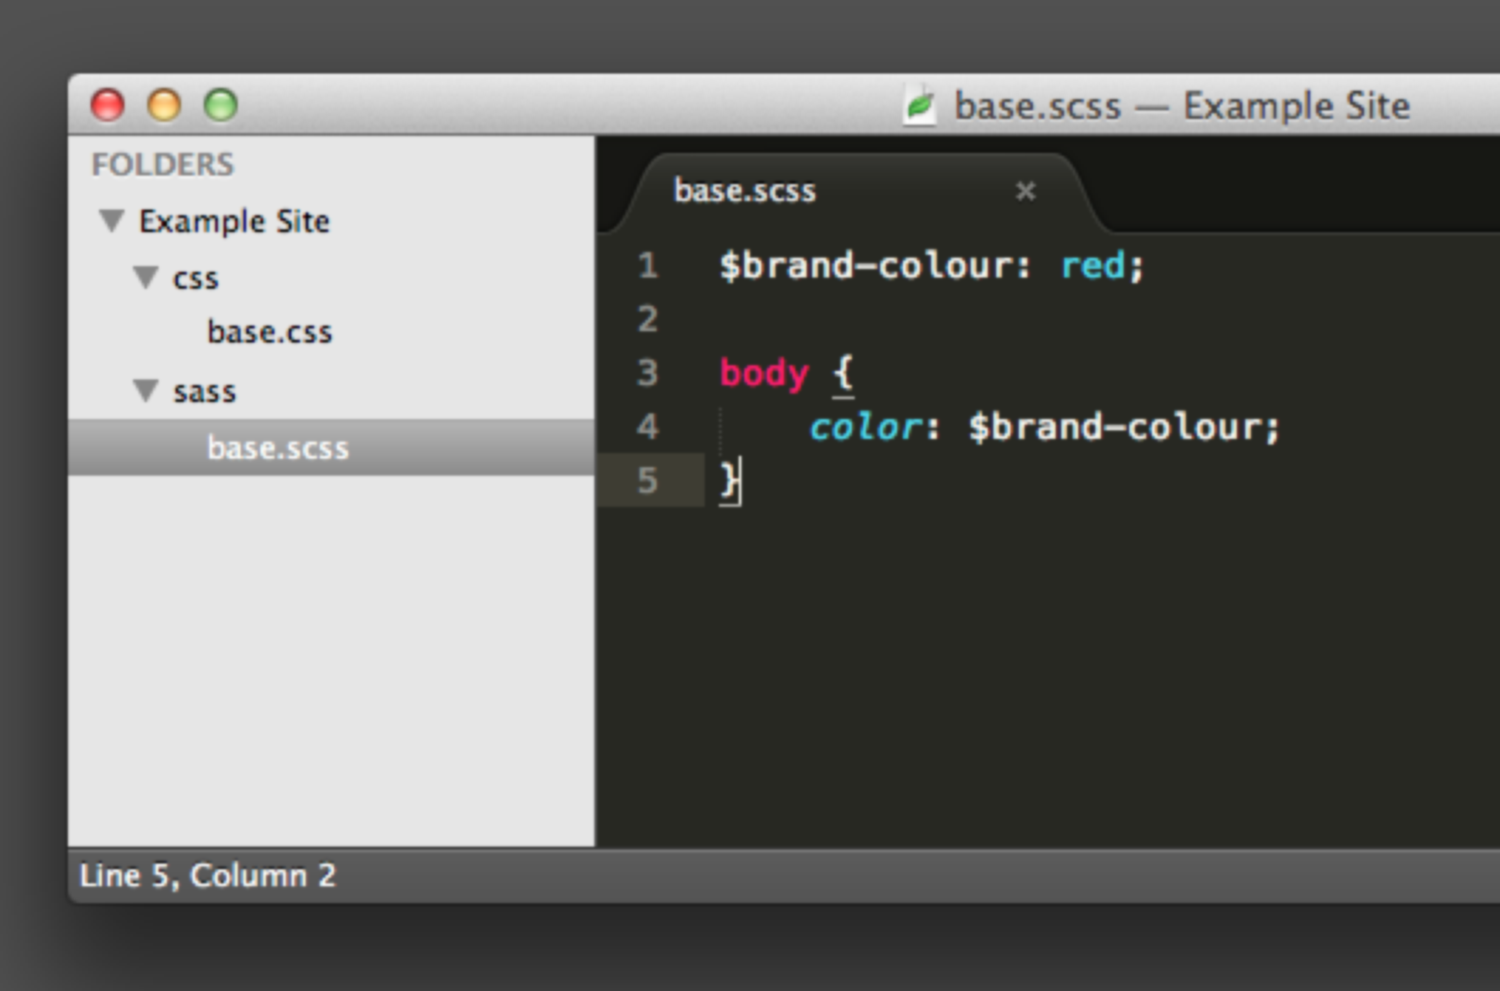 base.scss — Example Site
FOLDERS
Example Site
css
base.css
sass
base.scss
base.scss ×
1 $brand-colour: red;
2
3 body {
4     color: $brand-colour;
5 }
Line 5, Column 2